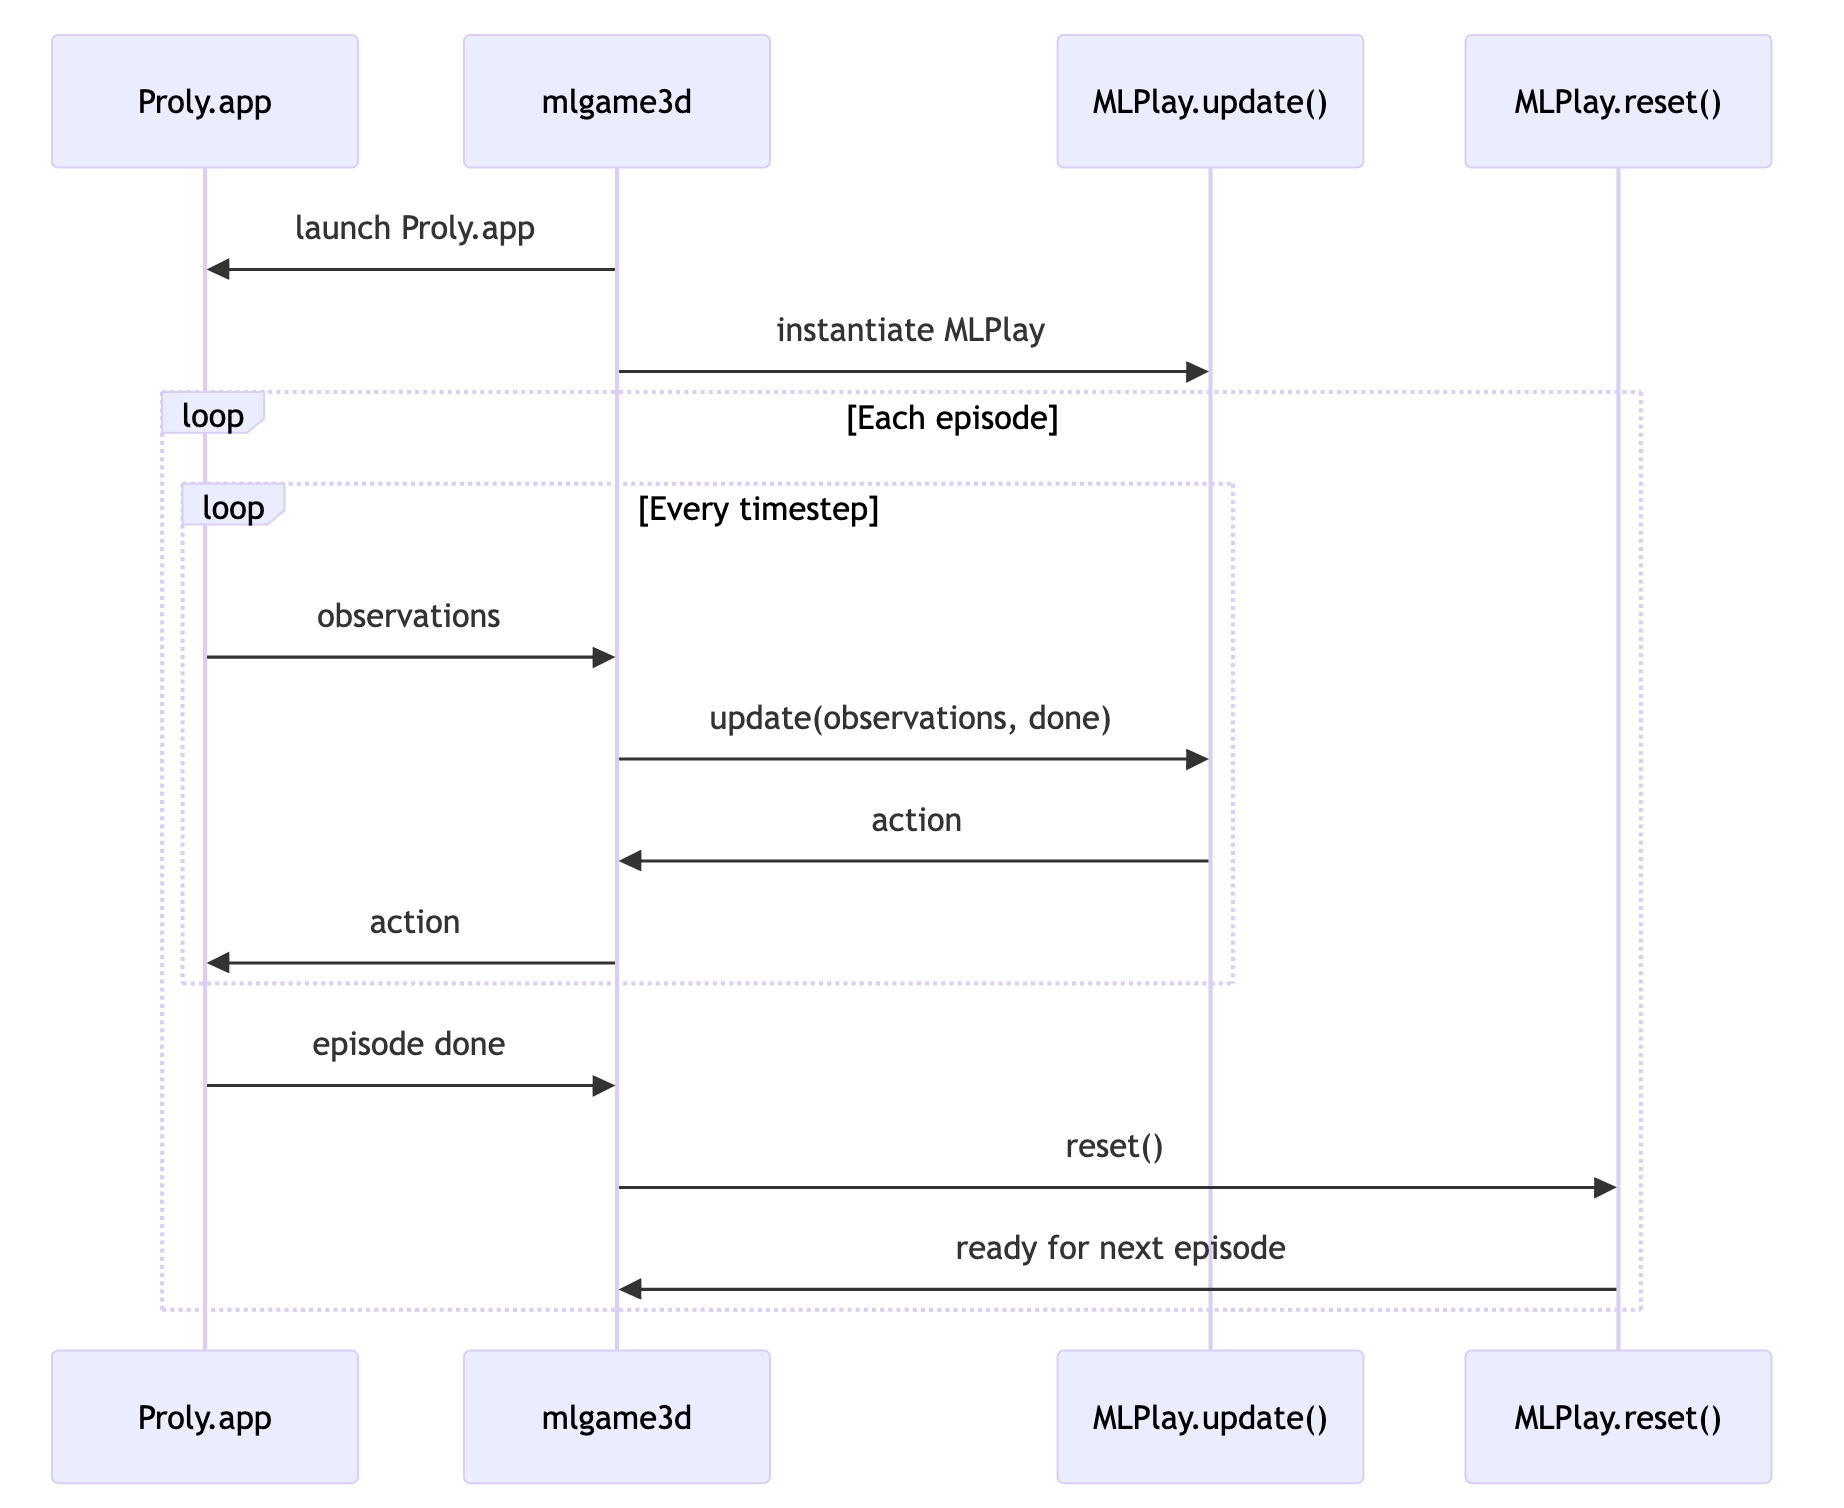 Proly.app
mlgame3d
MLPlay.update()
MLPlay.reset()
launch Proly.app
instantiate MLPlay
loop
[Each episode]
loop
[Every timestep]
observations
update(observations, done)
action
action
episode done
reset()
ready for next episode
Proly.app
mlgame3d
MLPlay.update()
MLPlay.reset()